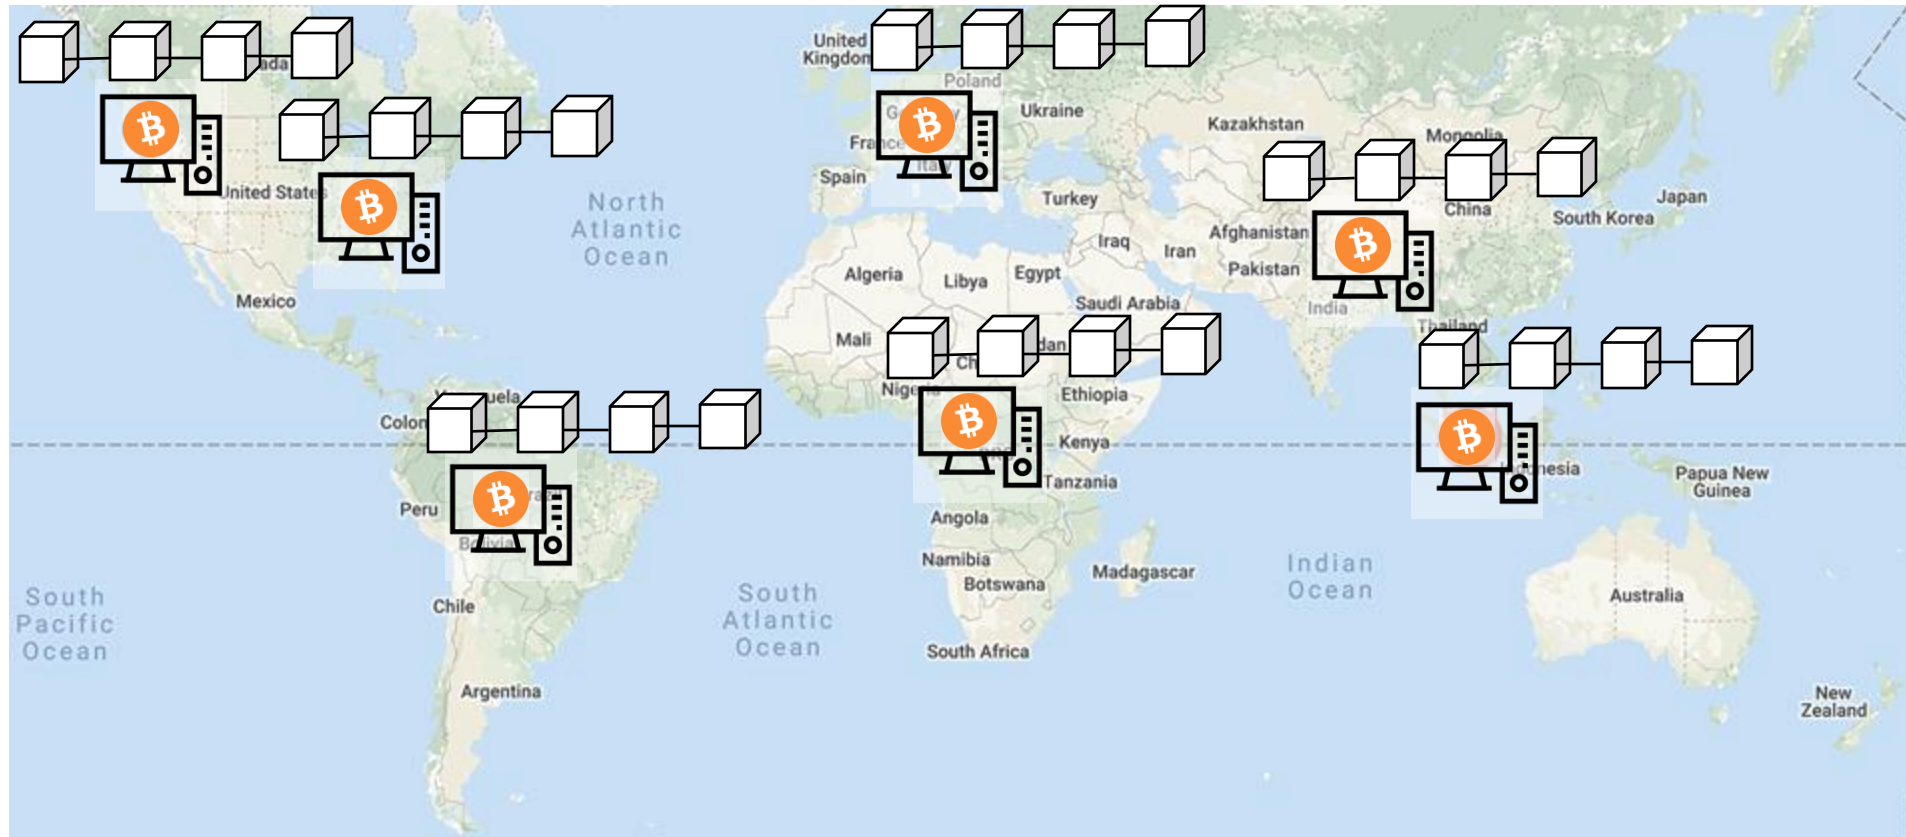 United
Kingdom
Poland
Ukraine
Kazakhstan
Mongolia
France
Italy
Spain
Turkey
United States
North
Atlantic
Ocean
China
Japan
South Korea
Afghanistan
Iraq
Iran
Pakistan
Algeria
Libya
Egypt
Saudi Arabia
India
Thailand
Mexico
Mali
Ethiopia
Kenya
Tanzania
Peru
Bolivia
Papua New
Guinea
Angola
Namibia
Botswana
Madagascar
Indian
Ocean
Chile
South
Pacific
Ocean
South
Atlantic
Ocean
Australia
South Africa
Argentina
New
Zealand